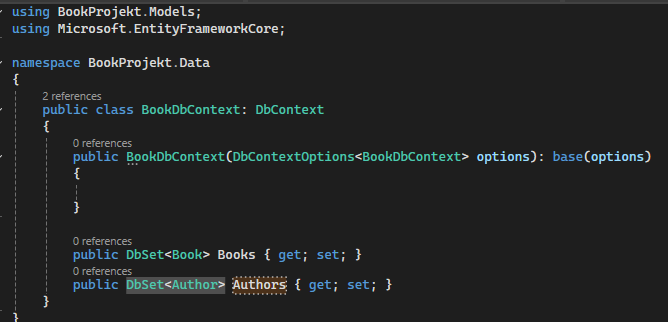 using BookProjekt.Models;
using Microsoft.EntityFrameworkCore;
namespace BookProjekt.Data
{
2 references
public class BookDbContext: DbContext
{
0 references
public BookDbContext(DbContextOptions<BookDbContext> options): base(options)
{
}
0 references
public DbSet<Book> Books { get; set; }
0 references
public DbSet<Author> Authors { get; set; }
}
}